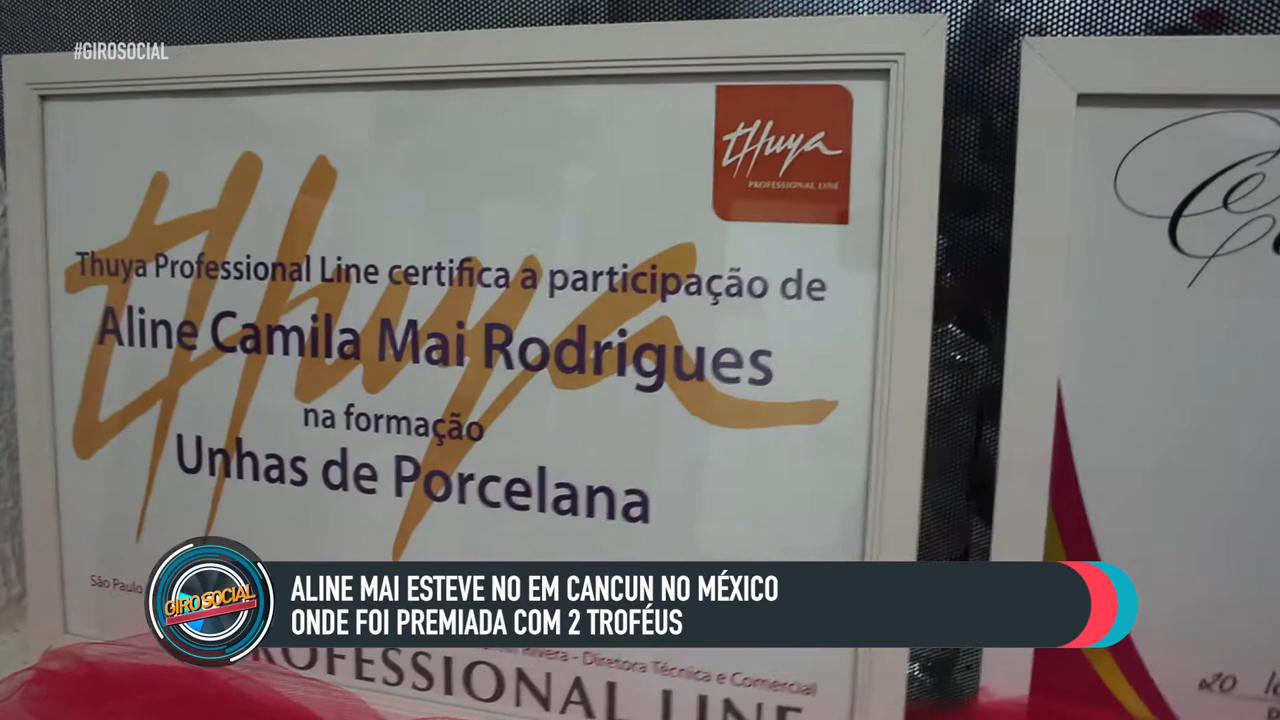 #GIROSOCIAL
thuya
PROFESSIONAL LINE
Thuya
Thuya Professional Line certifica a participação de
Aline Camila Mai Rodrigues
na formação
Unhas de Porcelana
São Paulo
GIRO SOCIAL
ALINE MAI ESTEVE NO EM CANCUN NO MÉXICO
ONDE FOI PREMIADA COM 2 TROFÉUS
Rivera - Diretora Técnica e Comercial
PROFESSIONAL LINE
20